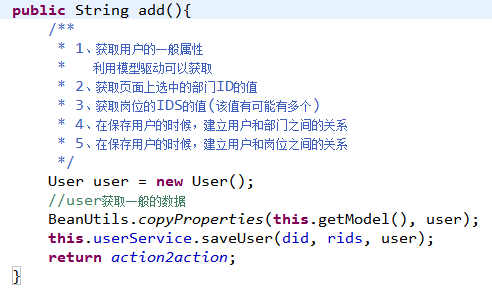 public String add(){
/**
* 1、获取用户的一般属性
* 利用模型驱动可以获取
* 2、获取页面上选中的部门ID的值
* 3、获取岗位的IDS的值(该值有可能有多个)
* 4、在保存用户的时候，建立用户和部门之间的关系
* 5、在保存用户的时候，建立用户和岗位之间的关系
*/
User user = new User();
//user获取一般的数据
BeanUtils.copyProperties(this.getModel(), user);
this.userService.saveUser(did, rids, user);
return action2action;
}